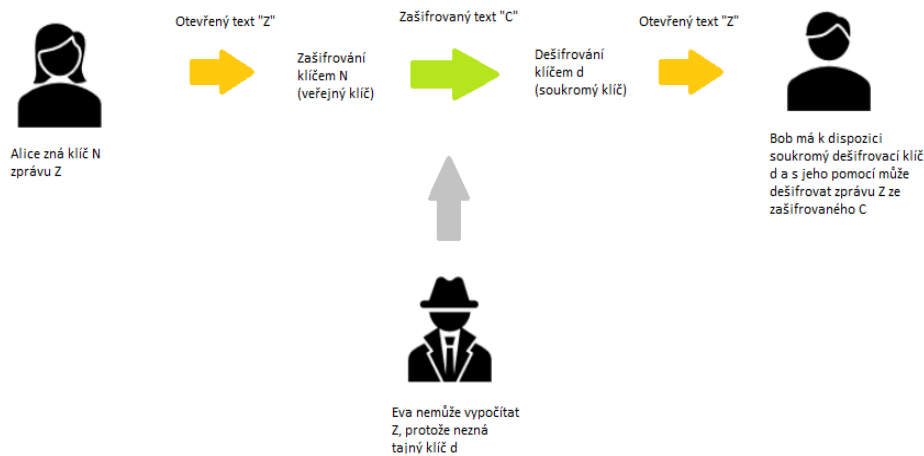 Otevřený text "Z"
Zašifrovaný text "C"
Otevřený text "Z"
Zašifrování
klíčem N
(veřejný klíč)
Dešifrování
klíčem d
(soukromý klíč)
Alice zná klíč N
zprávu Z
Bob má k dispozici
soukromý dešifrovací klíč
d a s jeho pomocí může
dešifrovat zprávu Z ze
zašifrovaného C
Eva nemůže vypočítat
Z, protože nezná
tajný klíč d